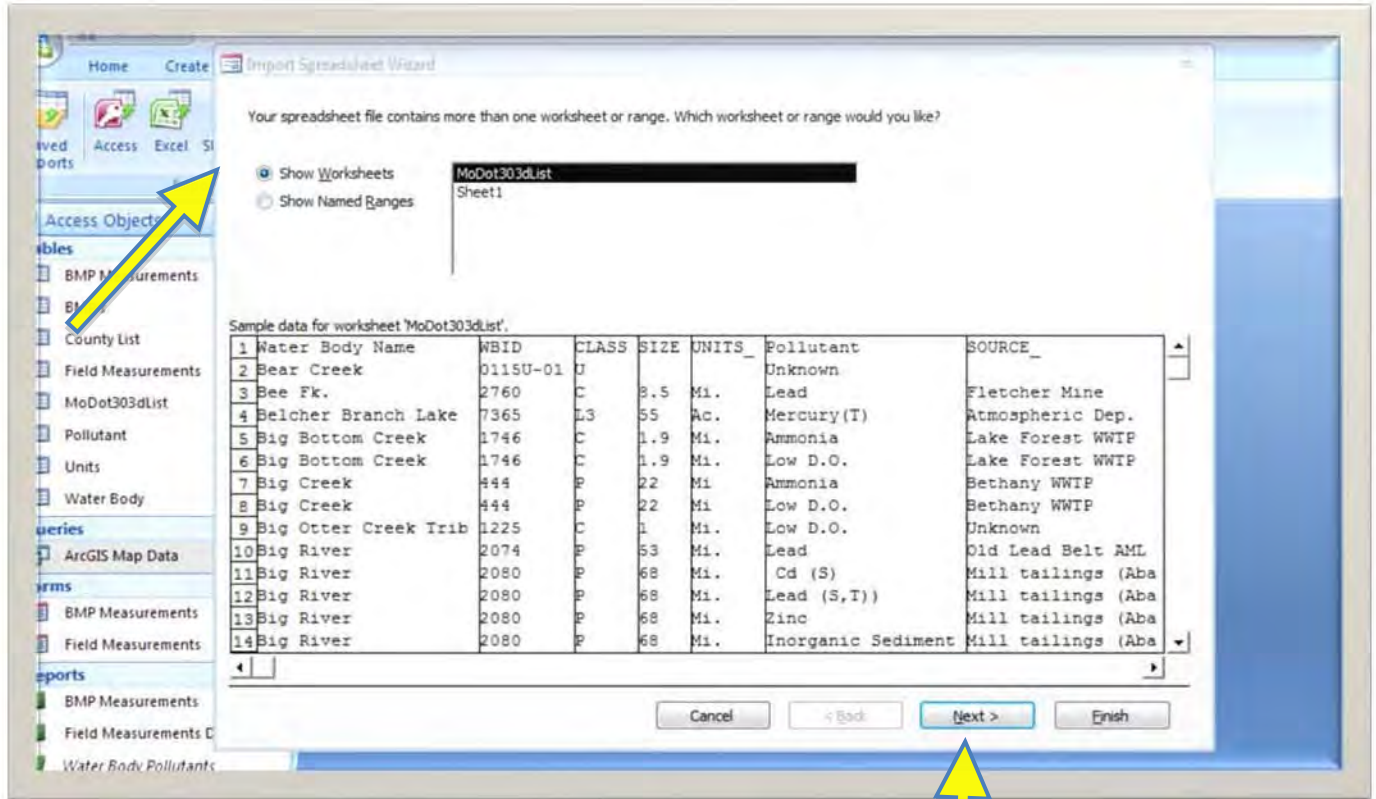 Home Create Import Spreadsheet Wizard
Your spreadsheet file contains more than one worksheet or range. Which worksheet or range would you like?
Access Excel
Show Worksheets
Show Named Ranges
MoDot303dList
Sheet1
Access Objects
BMP Measurements
County List
Field Measurements
MoDot303dList
Pollutant
Units
Water Body
ArcGIS Map Data
BMP Measurements
Field Measurements
BMP Measurements
Field Measurements D
Water Body Pollutants
Sample data for worksheet 'MoDot303dList'.
1 Water Body Name WBID CLASS SIZE UNITS_ Pollutant SOURCE_
2 Bear Creek 0115U-01 U Unknown
3 Bee Fk. 2760 C 8.5 Mi. Lead Fletcher Mine
4 Belcher Branch Lake 7365 L3 55 Ac. Mercury(T) Atmospheric Dep.
5 Big Bottom Creek 1746 C 1.9 Mi. Ammonia Lake Forest WWTP
6 Big Bottom Creek 1746 C 1.9 Mi. Low D.O. Lake Forest WWTP
7 Big Creek 444 P 22 Mi Ammonia Bethany WWTP
8 Big Creek 444 P 22 Mi Low D.O. Bethany WWTP
9 Big Otter Creek Trib 1225 C 1 Mi. Low D.O. Unknown
10 Big River 2074 P 53 Mi. Lead Old Lead Belt AML
11 Big River 2080 P 68 Mi. Cd (S) Mill tailings (Aba
12 Big River 2080 P 68 Mi. Lead (S,T)) Mill tailings (Aba
13 Big River 2080 P 68 Mi. Zinc Mill tailings (Aba
14 Big River 2080 P 68 Mi. Inorganic Sediment Mill tailings (Aba
Cancel < Back Next > Finish